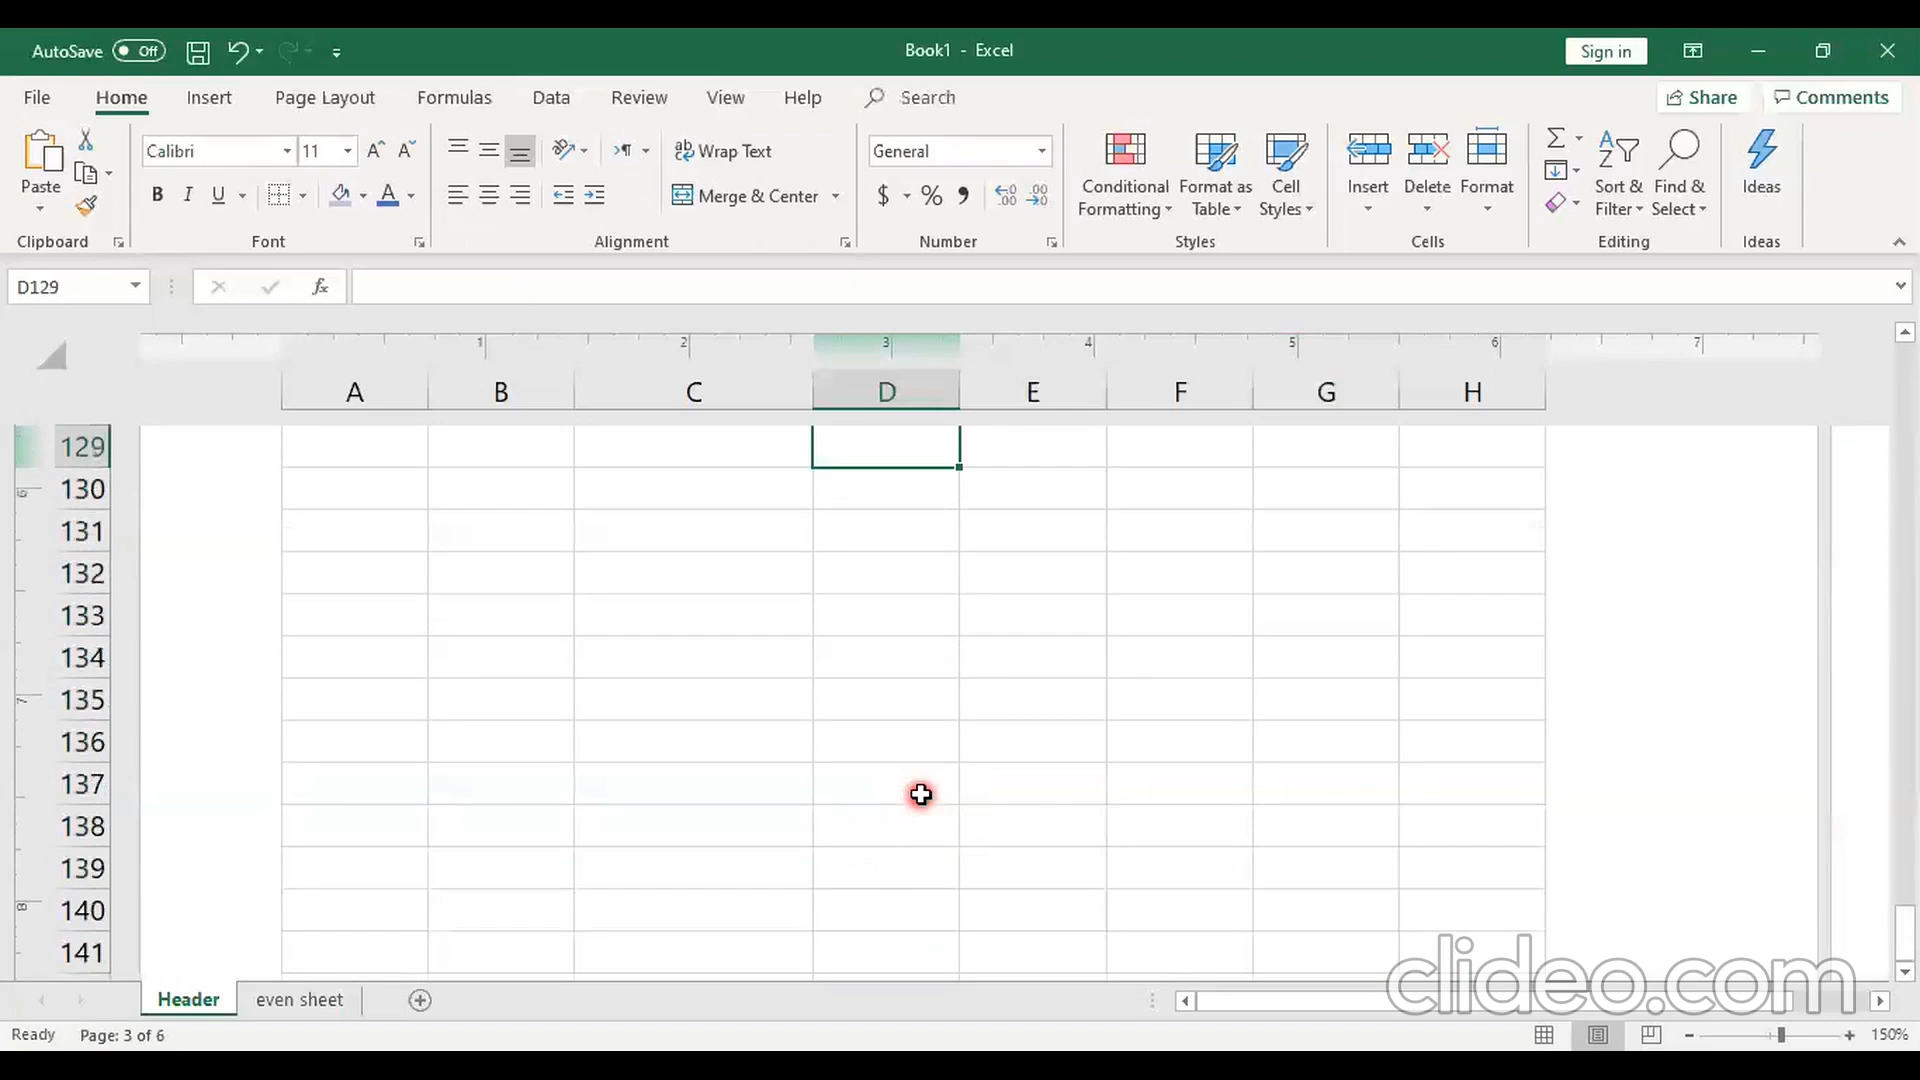 AutoSave Off Book1 - Excel Sign in
File Home Insert Page Layout Formulas Data Review View Help Search Share Comments
Calibri 11 ab Wrap Text General
Paste B I U A Merge & Center $ % Conditional Formatting Format as Table Cell Styles Insert Delete Format Sort & Filter Find & Select Ideas
Clipboard Font Alignment Number Styles Cells Editing Ideas
D129 fx
1 2 3 4 5 6 7
A B C D E F G H
129
6 130
131
132
133
134
7 135
136
137
138
139
8 140
141
clideo.com
Header even sheet
Ready Page: 3 of 6 150%